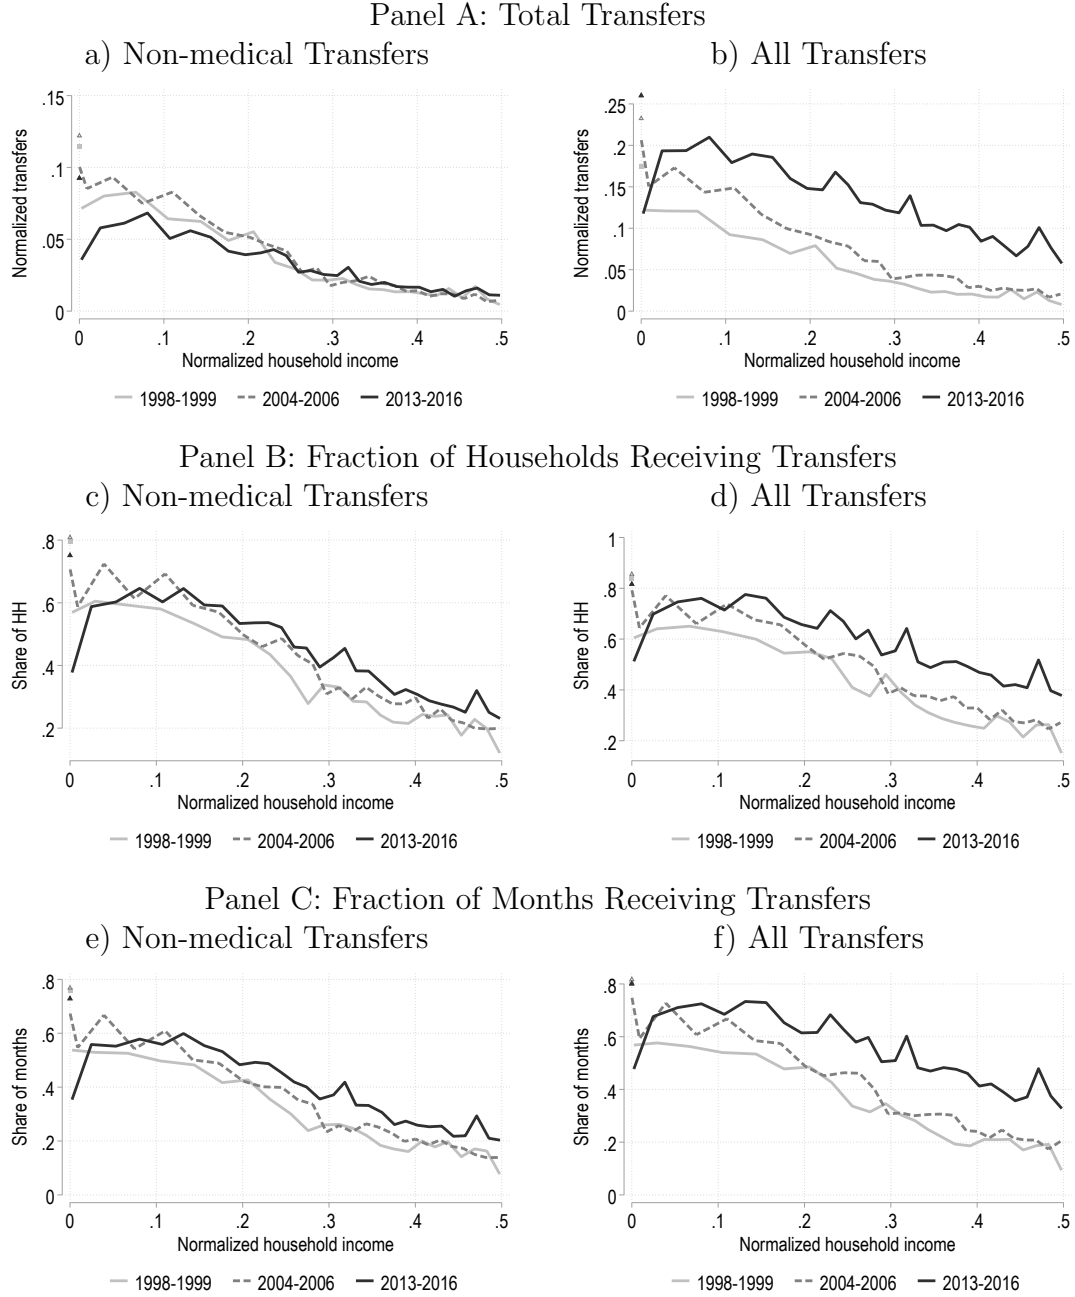 Panel A: Total Transfers
a) Non-medical Transfers
b) All Transfers
Normalized transfers
.15
.1
.05
0
0 .1 .2 .3 .4 .5
Normalized household income
1998-1999 2004-2006 2013-2016
Normalized transfers
.25
.2
.15
.1
.05
0
0 .1 .2 .3 .4 .5
Normalized household income
1998-1999 2004-2006 2013-2016
Panel B: Fraction of Households Receiving Transfers
c) Non-medical Transfers
d) All Transfers
Share of HH
.8
.6
.4
.2
0 .1 .2 .3 .4 .5
Normalized household income
1998-1999 2004-2006 2013-2016
Share of HH
1
.8
.6
.4
.2
0 .1 .2 .3 .4 .5
Normalized household income
1998-1999 2004-2006 2013-2016
Panel C: Fraction of Months Receiving Transfers
e) Non-medical Transfers
f) All Transfers
Share of months
.8
.6
.4
.2
0
0 .1 .2 .3 .4 .5
Normalized household income
1998-1999 2004-2006 2013-2016
Share of months
.8
.6
.4
.2
0
0 .1 .2 .3 .4 .5
Normalized household income
1998-1999 2004-2006 2013-2016